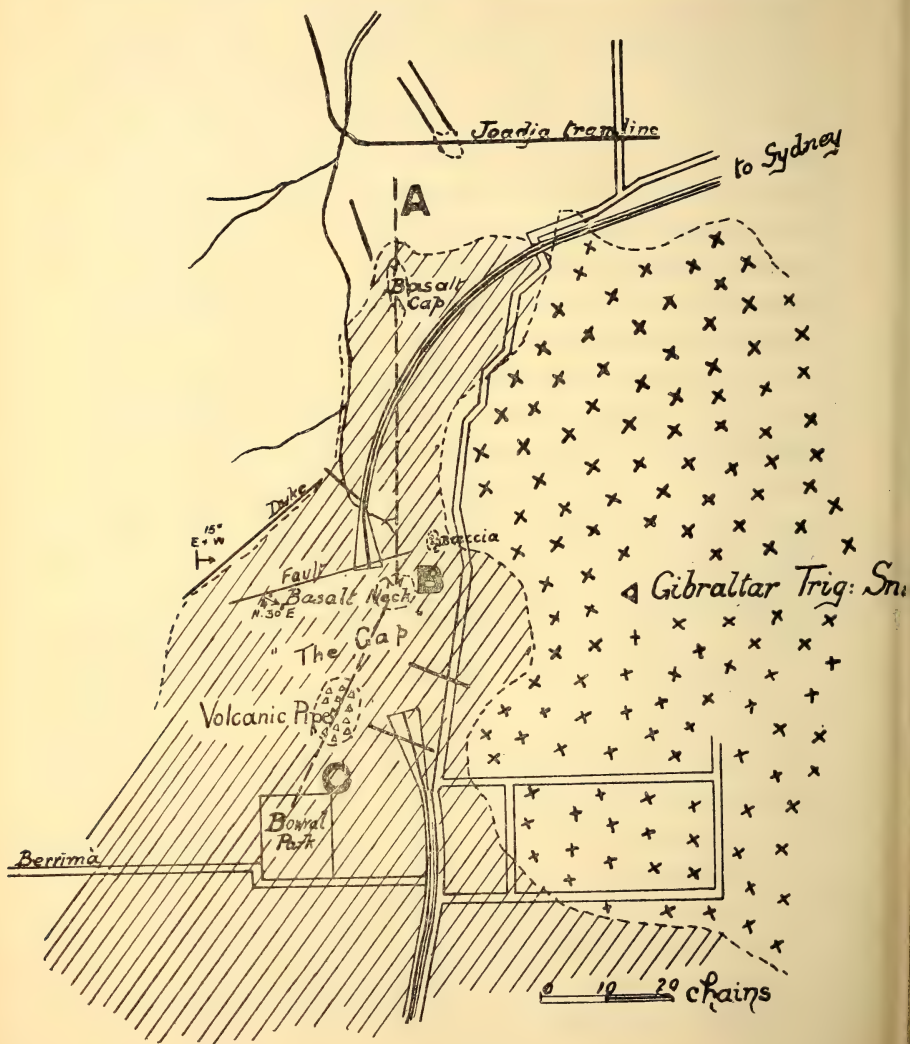 Joadja tramline
to Sydney
A
Basalt
Cap
Dyke
15°
E + W
Breccia
Fault
B
Basalt Neck
N. 30° E
Gibraltar Trig: Sn.
"The Gap
Volcanic Pipe
C
Bowral
Park
Berrima
0 10 20 chains